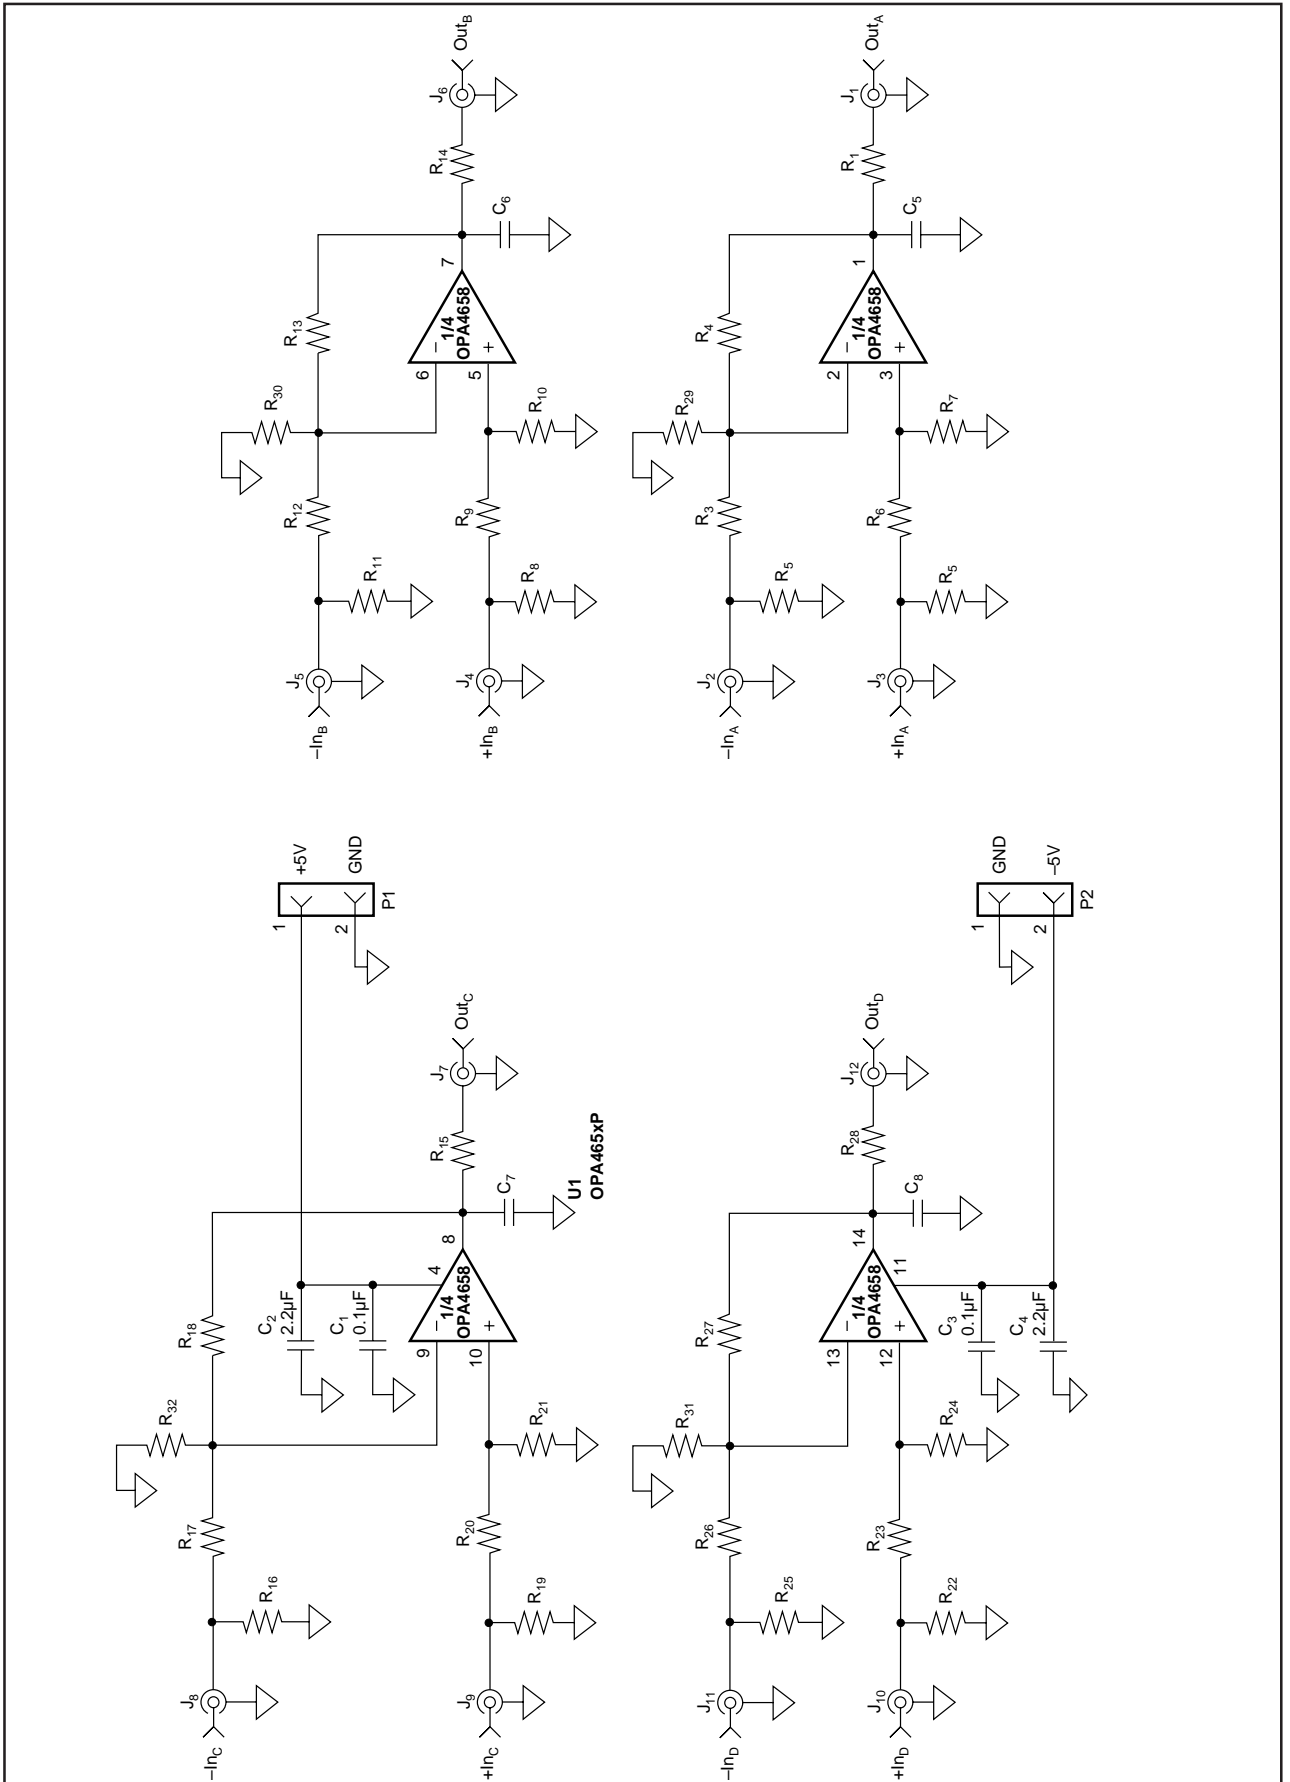 Out_B
J_6
R_14
C_6
7
R_13
1/4
OPA4658
–
+
6
5
R_30
R_10
R_12
R_9
R_11
R_8
J_5
J_4
–In_B
+In_B
Out_A
J_1
R_1
C_5
1
R_4
1/4
OPA4658
–
+
2
3
R_29
R_7
R_3
R_6
R_5
R_5
J_2
J_3
–In_A
+In_A
+5V
GND
1
2
P1
GND
–5V
1
2
P2
Out_C
J_7
R_15
C_7
U1
OPA465xP
8
4
R_18
C_2
2.2µF
C_1
0.1µF
1/4
OPA4658
–
+
9
10
R_32
R_21
R_17
R_20
R_16
R_19
J_8
J_9
–In_C
+In_C
Out_D
J_12
R_28
C_8
14
11
R_27
1/4
OPA4658
–
+
13
12
C_3
0.1µF
C_4
2.2µF
R_31
R_24
R_26
R_23
R_25
R_22
J_11
J_10
–In_D
+In_D